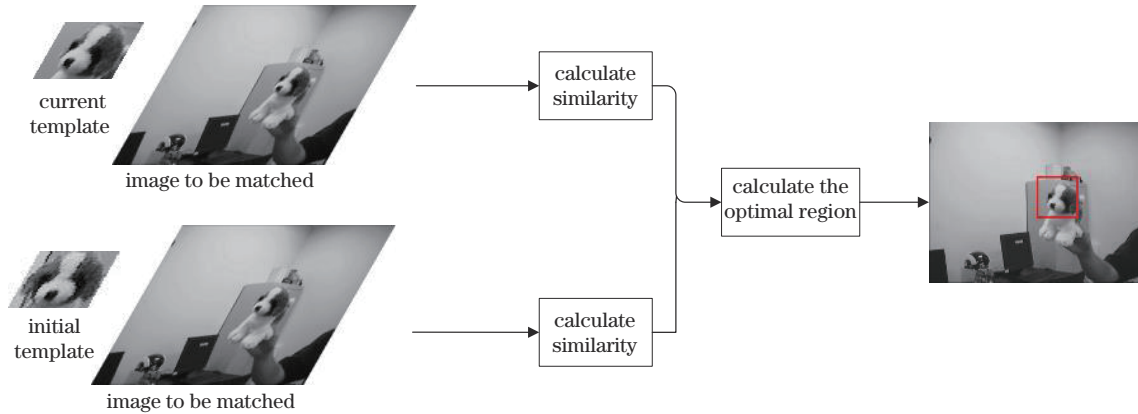 current
template
image to be matched
calculate
similarity
calculate the
optimal region
initial
template
image to be matched
calculate
similarity